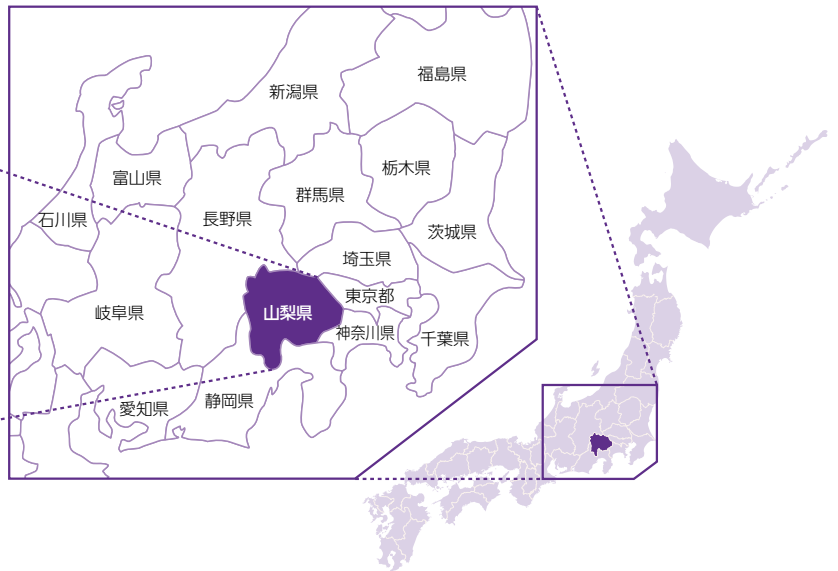 福島県
新潟県
栃木県
富山県
群馬県
石川県
長野県
茨城県
埼玉県
東京都
岐阜県
山梨県
神奈川県
千葉県
愛知県
静岡県